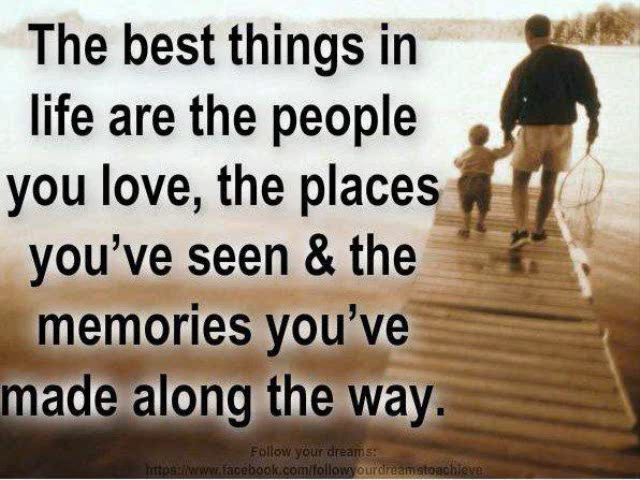 The best things in
life are the people
you love, the places
you've seen & the
memories you've
made along the way.
Follow your dreams:
https://www.facebook.com/followyourdreamstoachieve